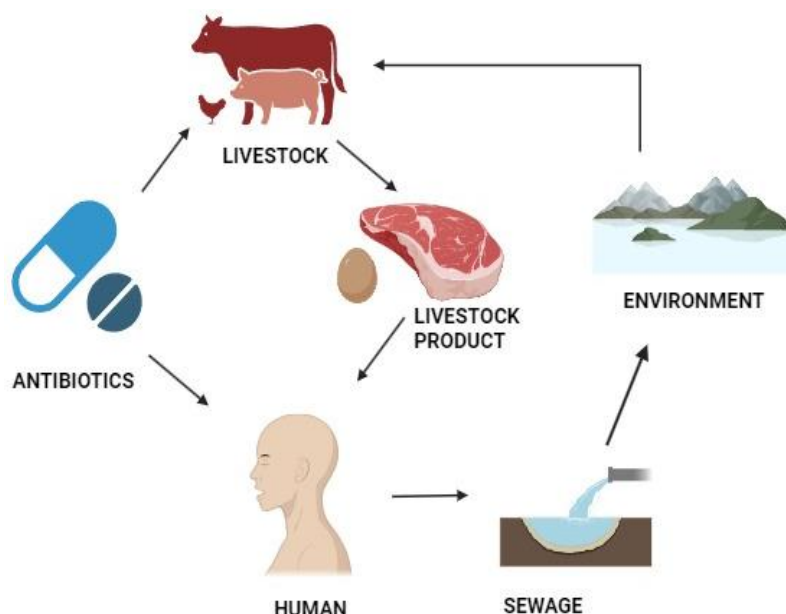 LIVESTOCK
LIVESTOCK
PRODUCT
ENVIRONMENT
ANTIBIOTICS
HUMAN
SEWAGE